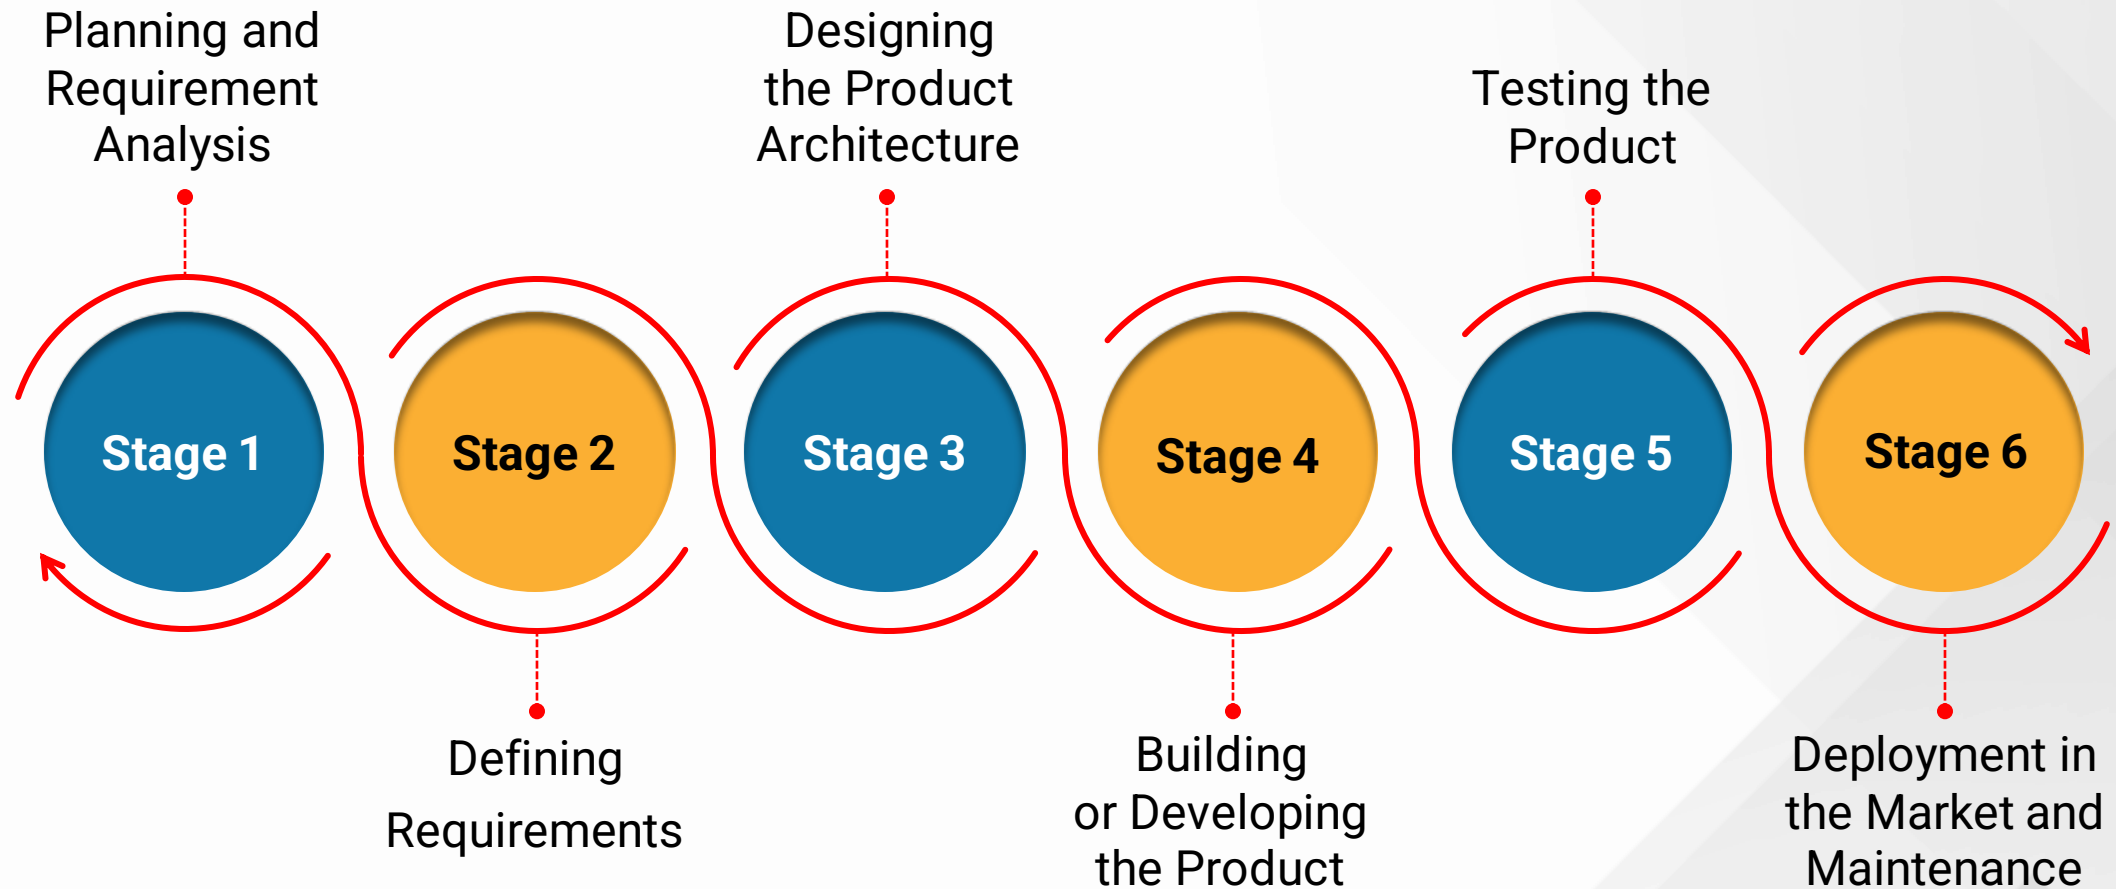 Planning and
Requirement
Analysis
Designing
the Product
Architecture
Testing the
Product
Stage 1
Stage 2
Stage 3
Stage 4
Stage 5
Stage 6
Defining
Requirements
Building
or Developing
the Product
Deployment in
the Market and
Maintenance